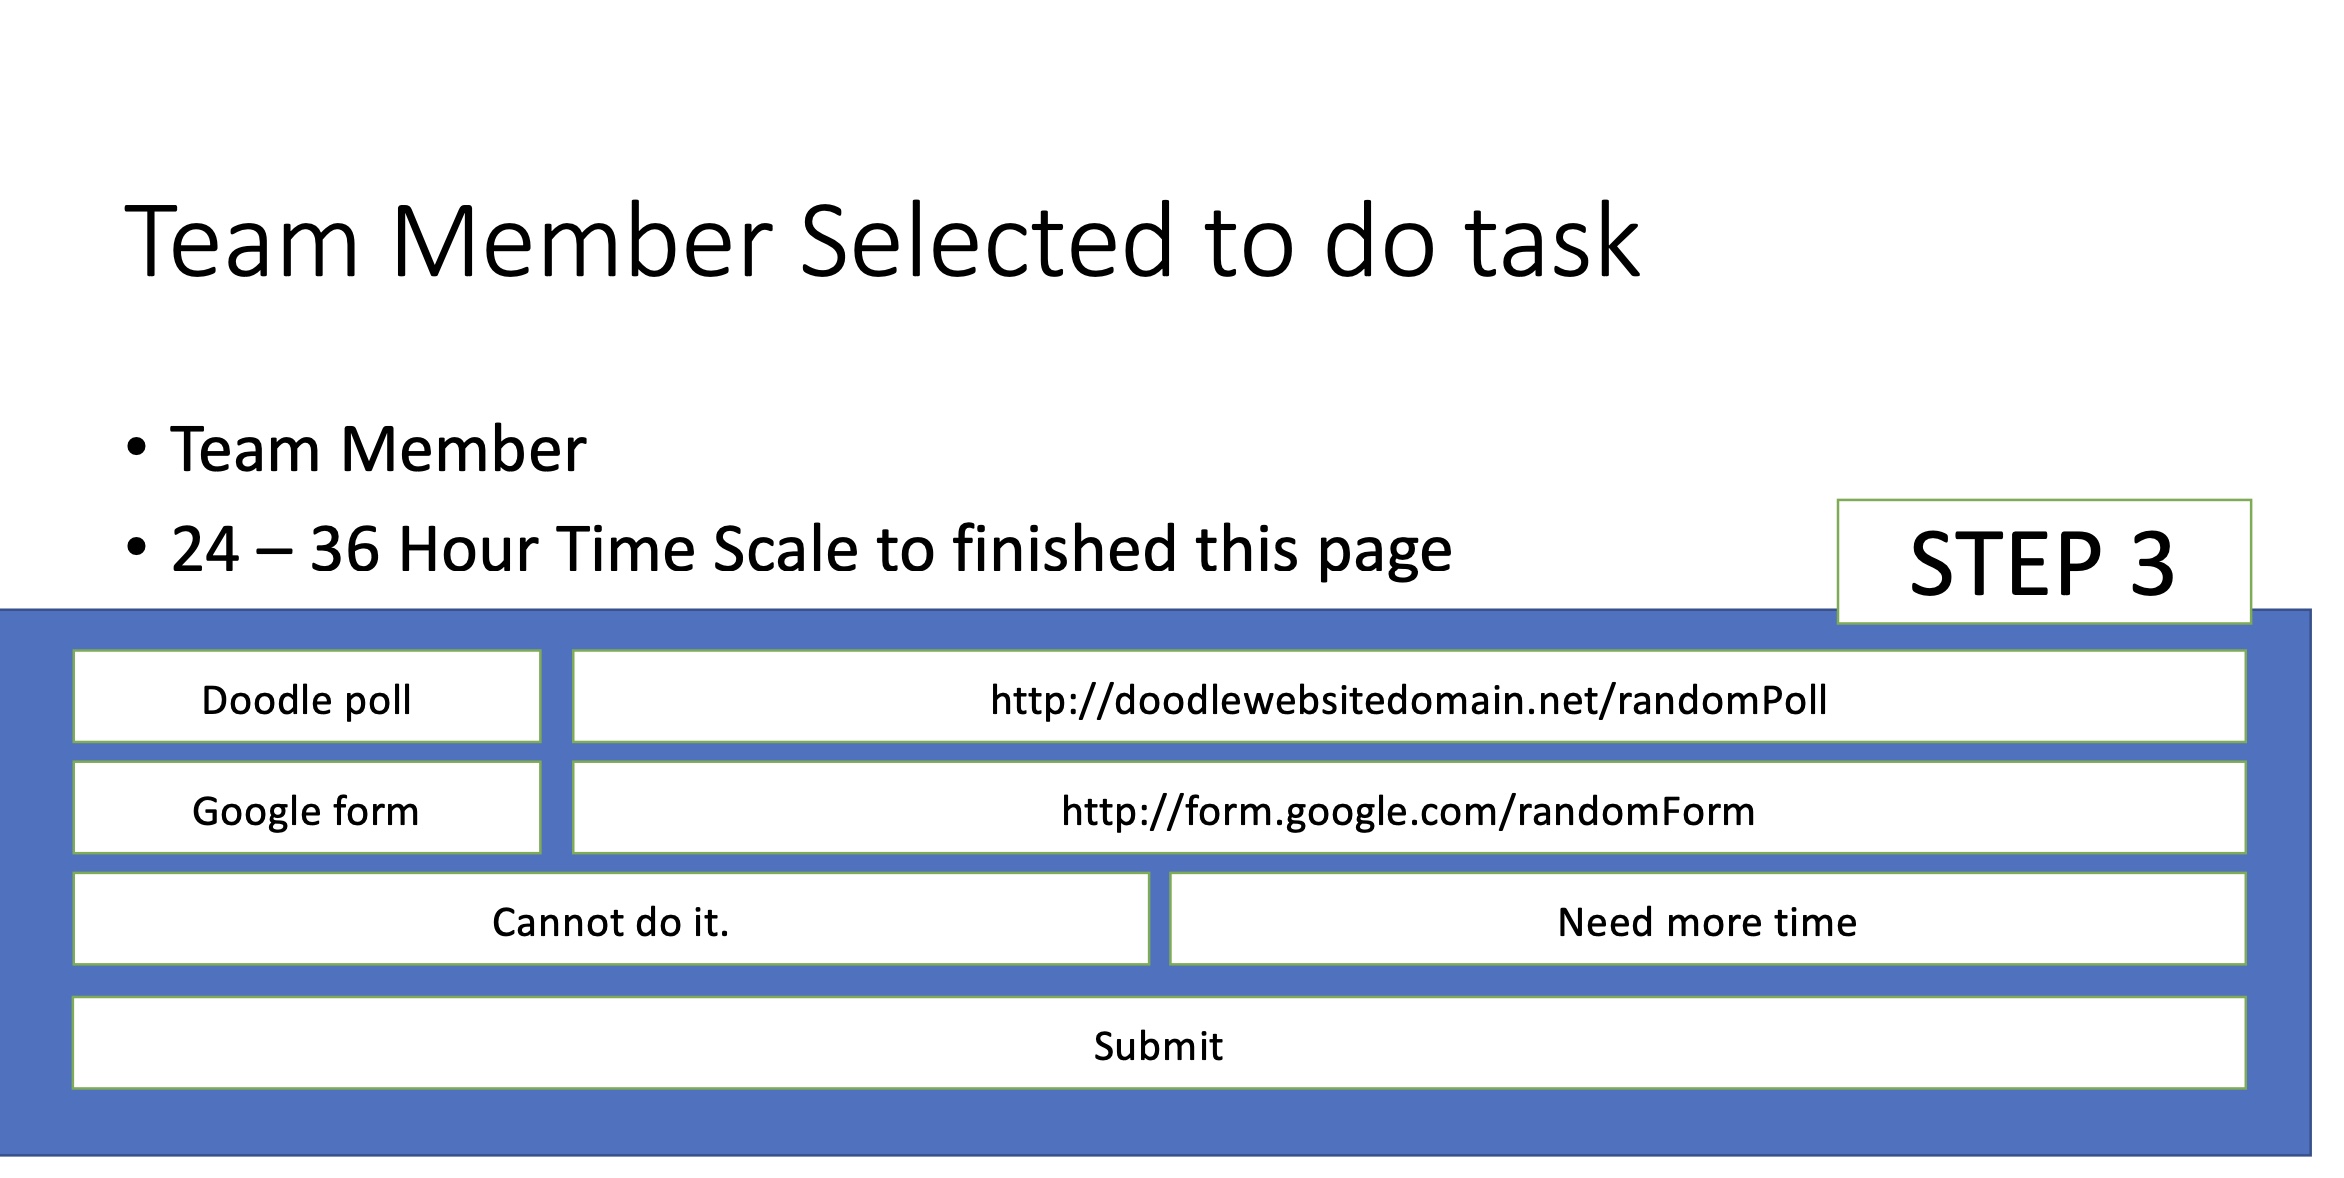 Team Member Selected to do task
• Team Member
• 24 – 36 Hour Time Scale to finished this page
STEP 3
Doodle poll
http://doodlewebsitedomain.net/randomPoll
Google form
http://form.google.com/randomForm
Cannot do it.
Need more time
Submit